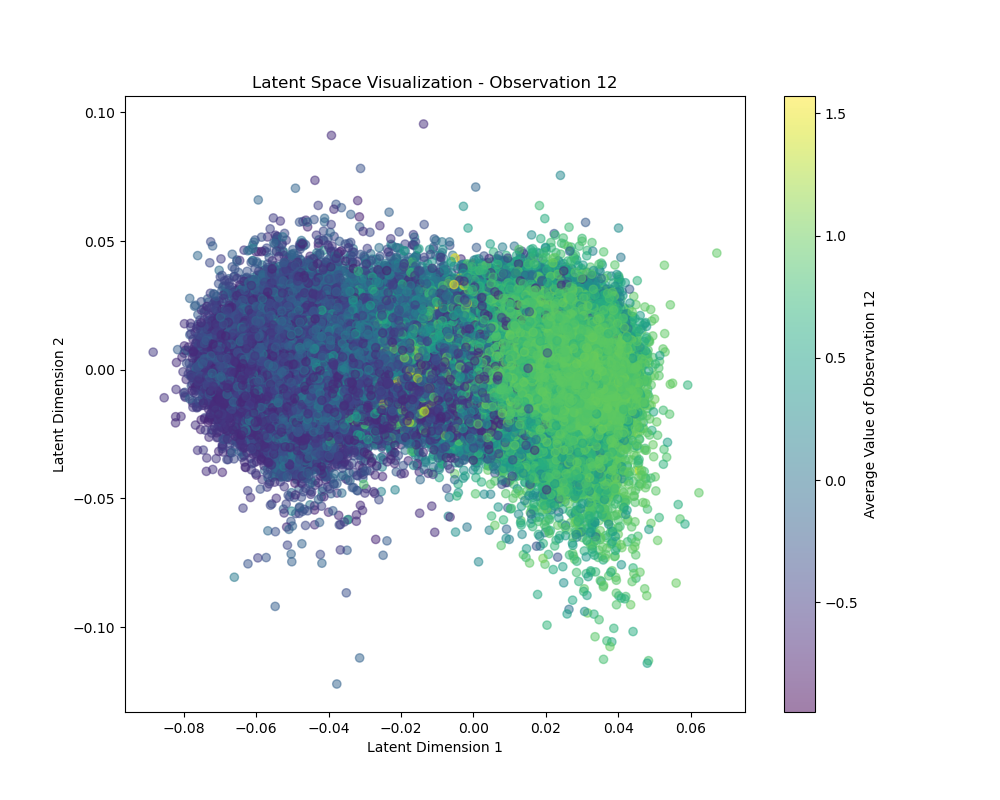 Latent Space Visualization - Observation 12
0.10
0.05
0.00
−0.05
−0.10
Latent Dimension 2
−0.08 −0.06 −0.04 −0.02 0.00 0.02 0.04 0.06
Latent Dimension 1
1.5
1.0
0.5
0.0
−0.5
Average Value of Observation 12